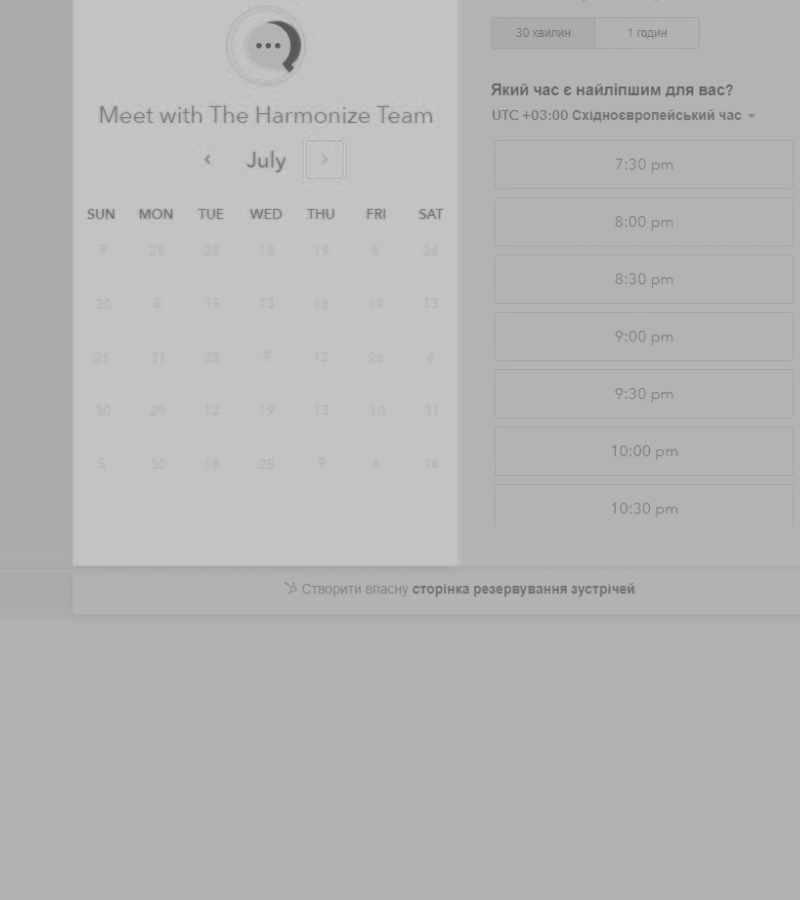 Meet with The Harmonize Team
July
SUN MON TUE WED THU FRI SAT
9 25 25 18 19 6 26
30 8 15 13 18 19 13
25 31 28 9 12 26 4
30 29 12 19 13 10 31
5 30 18 28 9 6 16
30 хвилин 1 годин
Який час є найліпшим для вас?
UTC +03:00 Східноєвропейський час
7:30 pm
8:00 pm
8:30 pm
9:00 pm
9:30 pm
10:00 pm
10:30 pm
Створити власну сторінка резервування зустрічей